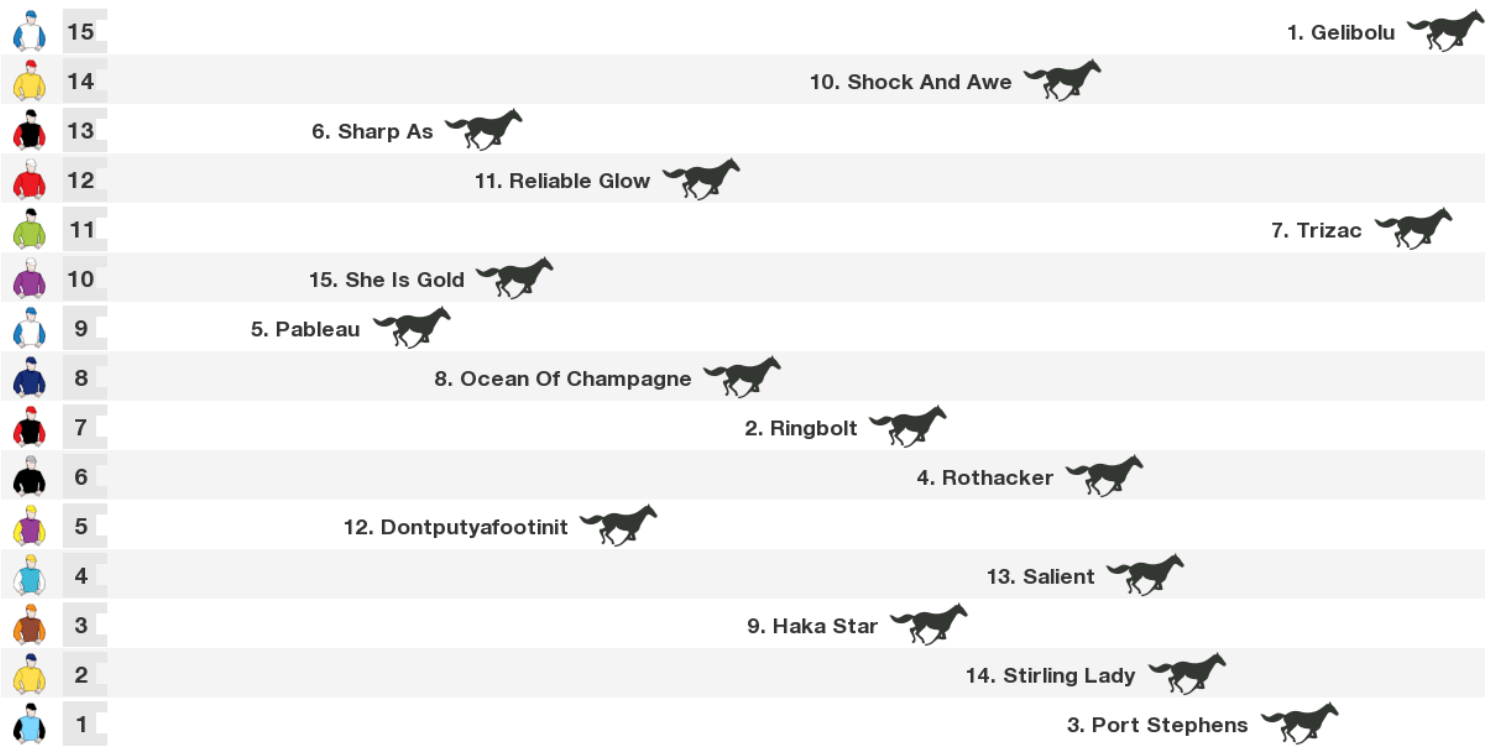 15 1. Gelibolu
14 10. Shock And Awe
13 6. Sharp As
12 11. Reliable Glow
11 7. Trizac
10 15. She Is Gold
9 5. Pableau
8 8. Ocean Of Champagne
7 2. Ringbolt
6 4. Rothacker
5 12. Dontputyafootinit
4 13. Salient
3 9. Haka Star
2 14. Stirling Lady
1 3. Port Stephens